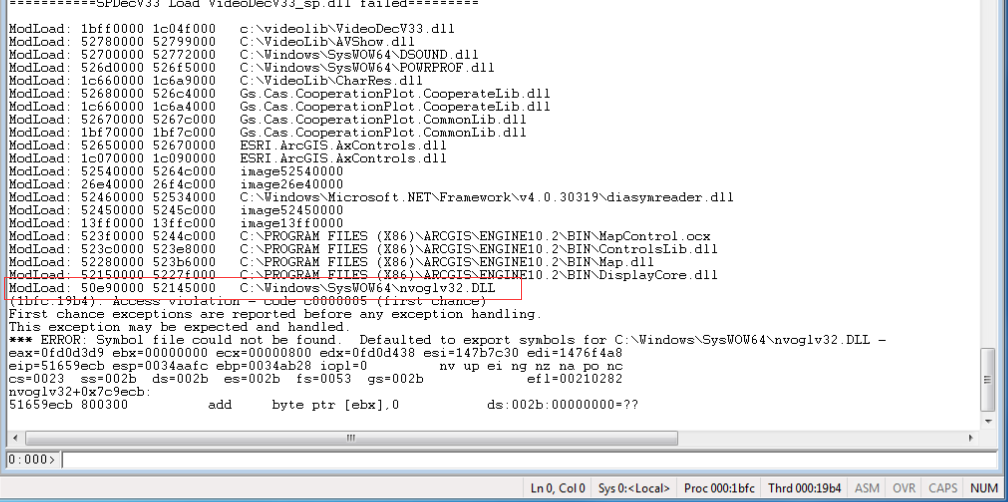 ===========SPDecV33 Load VideoDecV33_sp.dll failed=========
ModLoad: 1bff0000 1c04f000   c:\videolib\VideoDecV33.dll
ModLoad: 52780000 52799000   C:\VideoLib\AVShow.dll
ModLoad: 52700000 52772000   C:\Windows\SysWOW64\DSOUND.dll
ModLoad: 526d0000 526f5000   C:\Windows\SysWOW64\POWRPROF.dll
ModLoad: 1c660000 1c6a9000   C:\VideoLib\CharRes.dll
ModLoad: 52680000 526c4000   Gs.Cas.CooperationPlot.CooperateLib.dll
ModLoad: 1c660000 1c6a4000   Gs.Cas.CooperationPlot.CooperateLib.dll
ModLoad: 52670000 5267c000   Gs.Cas.CooperationPlot.CommonLib.dll
ModLoad: 1bf70000 1bf7c000   Gs.Cas.CooperationPlot.CommonLib.dll
ModLoad: 52650000 52670000   ESRI.ArcGIS.AxControls.dll
ModLoad: 1c070000 1c090000   ESRI.ArcGIS.AxControls.dll
ModLoad: 52540000 5264c000   image52540000
ModLoad: 26e40000 26f4c000   image26e40000
ModLoad: 52460000 52534000   C:\Windows\Microsoft.NET\Framework\v4.0.30319\diasymreader.dll
ModLoad: 52450000 5245c000   image52450000
ModLoad: 13ff0000 13ffc000   image13ff0000
ModLoad: 523f0000 5244c000   C:\PROGRAM FILES (X86)\ARCGIS\ENGINE10.2\BIN\MapControl.ocx
ModLoad: 523c0000 523e8000   C:\PROGRAM FILES (X86)\ARCGIS\ENGINE10.2\BIN\ControlsLib.dll
ModLoad: 52280000 523b6000   C:\PROGRAM FILES (X86)\ARCGIS\ENGINE10.2\BIN\Map.dll
ModLoad: 52150000 5227f000   C:\PROGRAM FILES (X86)\ARCGIS\ENGINE10.2\BIN\DisplayCore.dll
ModLoad: 50e90000 52145000   C:\Windows\SysWOW64\nvoglv32.DLL
(1bfc.19b4): Access violation - code c0000005 (first chance)
First chance exceptions are reported before any exception handling.
This exception may be expected and handled.
*** ERROR: Symbol file could not be found.  Defaulted to export symbols for C:\Windows\SysWOW64\nvoglv32.DLL -
eax=0fd0d3d9 ebx=00000000 ecx=00000800 edx=0fd0d438 esi=147b7c30 edi=1476f4a8
eip=51659ecb esp=0034aafc ebp=0034ab28 iopl=0         nv up ei ng nz na po nc
cs=0023  ss=002b  ds=002b  es=002b  fs=0053  gs=002b             efl=00210282
nvoglv32+0x7c9ecb:
51659ecb 800300          add     byte ptr [ebx],0           ds:002b:00000000=??
0:000>
Ln 0, Col 0  Sys 0:<Local>  Proc 000:1bfc  Thrd 000:19b4  ASM  OVR  CAPS  NUM